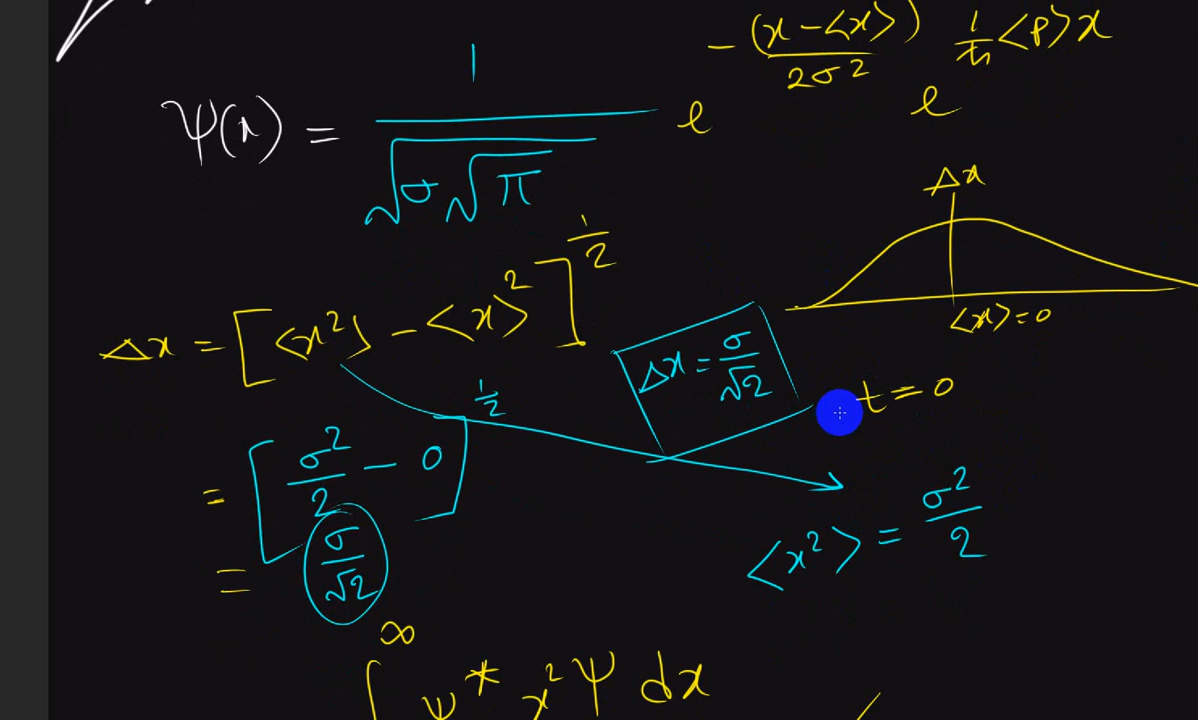 ψ(x) = 1 / √(σ√π) e^(-(x-<x>)/2σ²) e^(1/ħ <p>x)
Δx
<x> = 0
Δx = [<x²> - <x>²]^(1/2)
Δx = σ/√2
t = 0
= [σ²/2 - 0]^(1/2)
<x²> = σ²/2
= σ/√2
∞
∫ ψ* x² ψ dx